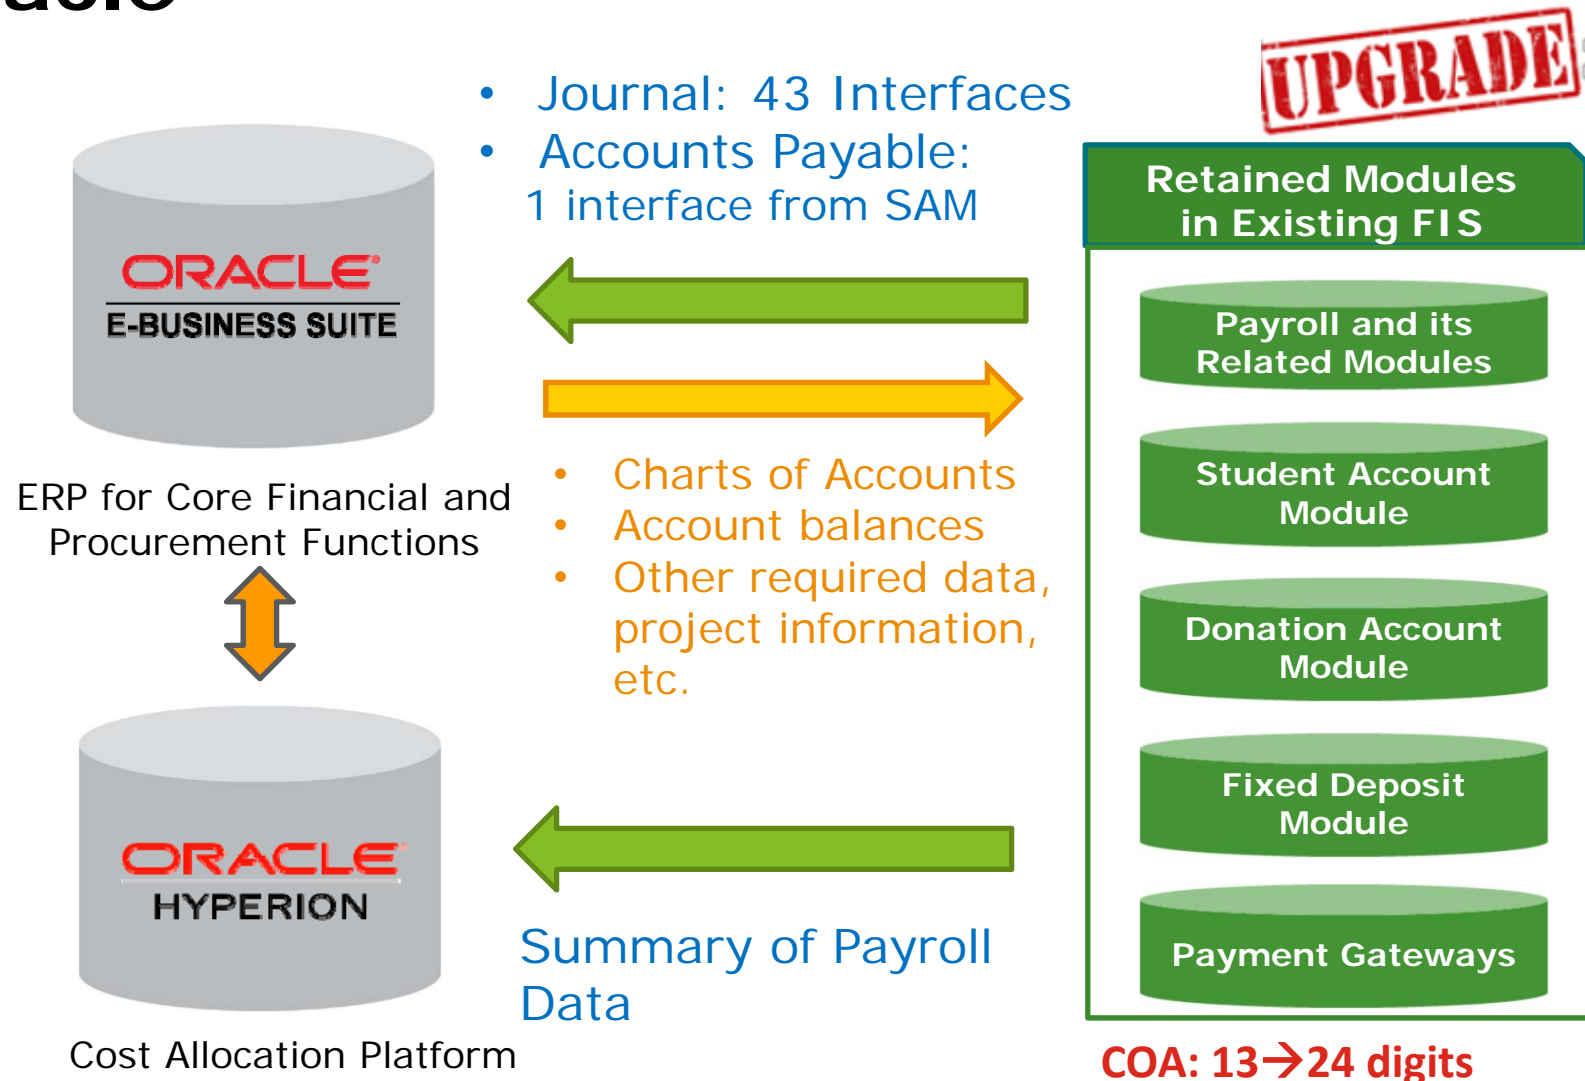 UPGRADE
• Journal: 43 Interfaces
• Accounts Payable:
1 interface from SAM
ORACLE
E-BUSINESS SUITE
ERP for Core Financial and
Procurement Functions
• Charts of Accounts
• Account balances
• Other required data,
project information,
etc.
ORACLE
HYPERION
Cost Allocation Platform
Summary of Payroll
Data
Retained Modules
in Existing FIS
Payroll and its
Related Modules
Student Account
Module
Donation Account
Module
Fixed Deposit
Module
Payment Gateways
COA: 13→24 digits